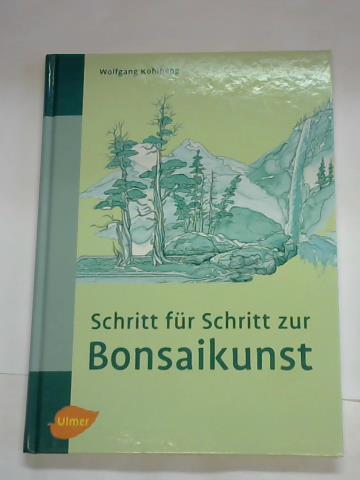 Wolfgang Kohlhepp
Schritt für Schritt zur
Bonsaikunst
Ulmer